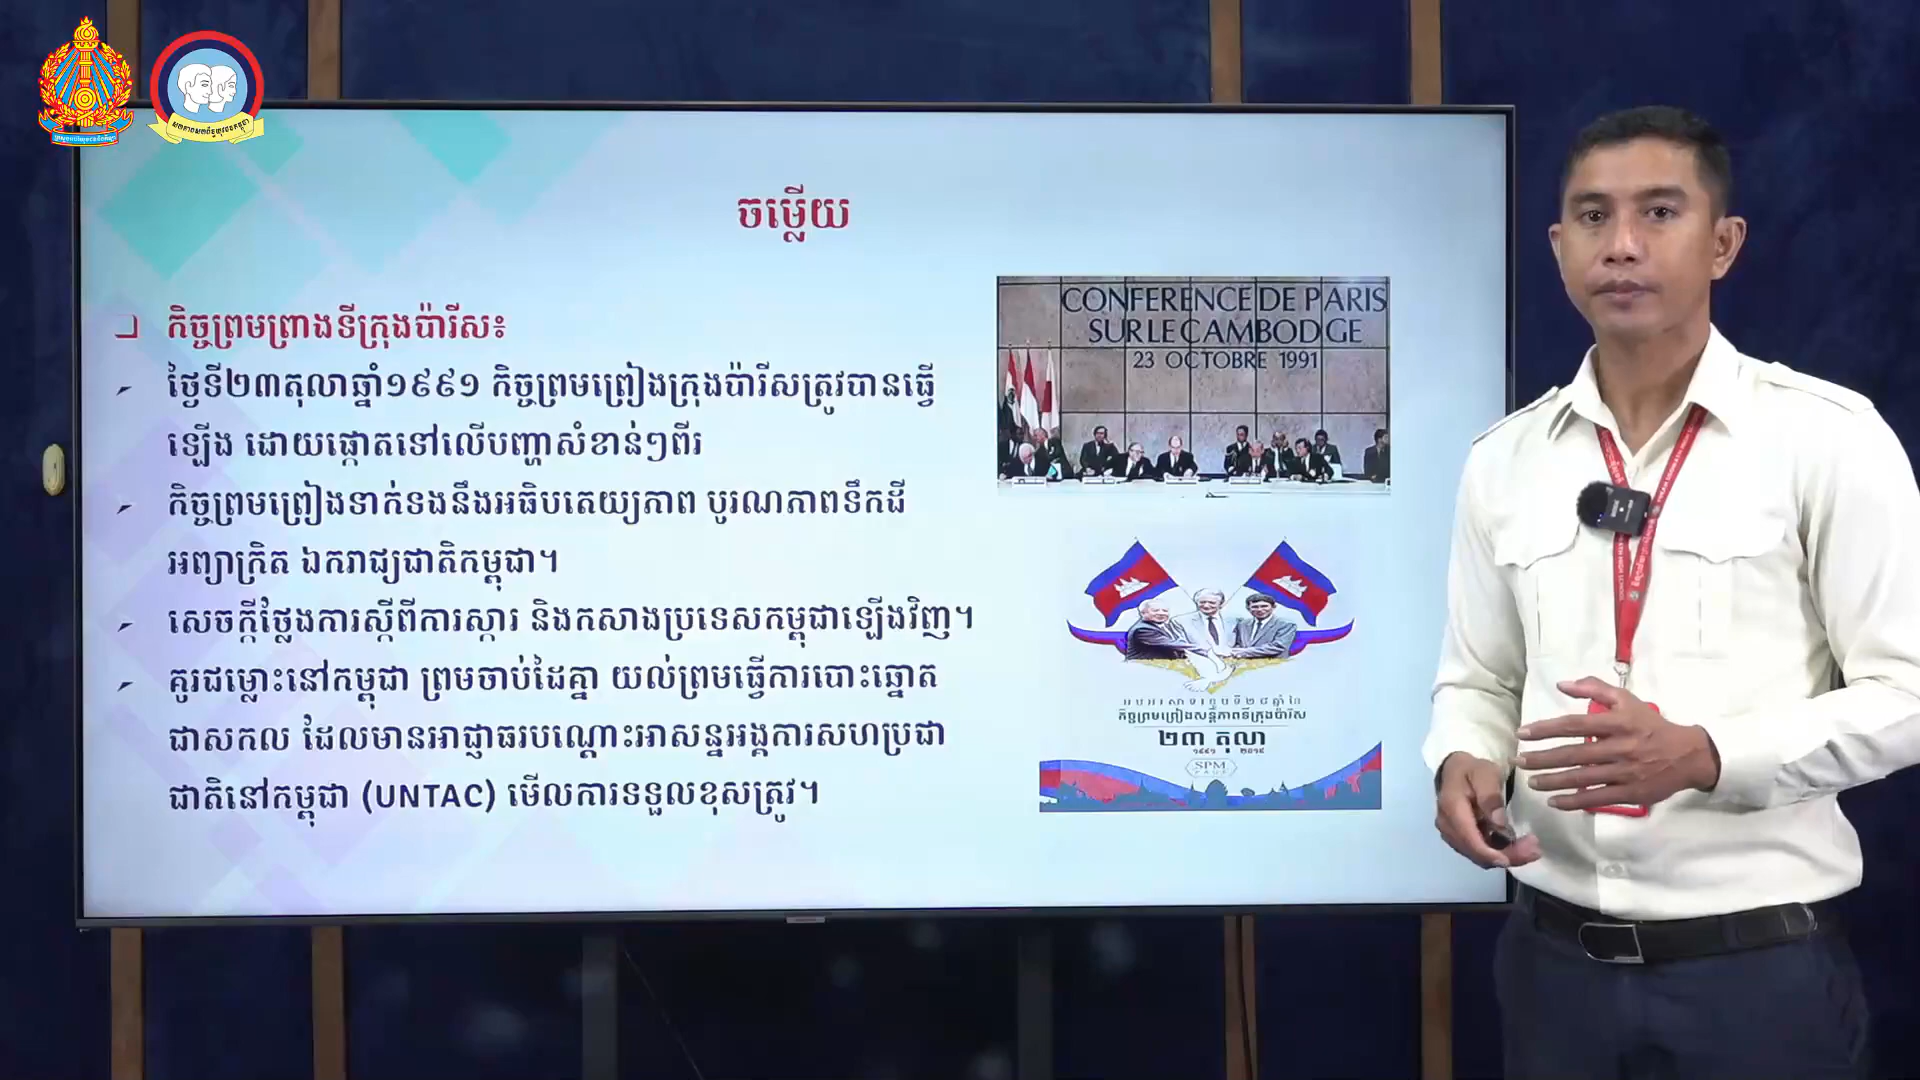 ចម្លើយ
❑ កិច្ចព្រមព្រាងទីក្រុងប៉ារីស៖
ថ្ងៃទី២៣តុលាឆ្នាំ១៩៩១ កិច្ចព្រមព្រៀងក្រុងប៉ារីសត្រូវបានធ្វើ
ឡើង ដោយផ្តោតទៅលើបញ្ហាសំខាន់ៗពីរ
កិច្ចព្រមព្រៀងទាក់ទងនឹងអធិបតេយ្យភាព បូរណភាពទឹកដី
អព្យាក្រិត ឯករាជ្យជាតិកម្ពុជា។
សេចក្តីថ្លែងការស្តីពីការស្តារ និងកសាងប្រទេសកម្ពុជាឡើងវិញ។
គូរជម្លោះនៅកម្ពុជា ព្រមចាប់ដៃគ្នា យល់ព្រមធ្វើការបោះឆ្នោត
ជាសកល ដែលមានអាជ្ញាធរបណ្តោះអាសន្នអង្គការសហប្រជា
ជាតិនៅកម្ពុជា (UNTAC) មើលការទទួលខុសត្រូវ។
CONFERENCE DE PARIS
SUR LE CAMBODGE
23 OCTOBRE 1991
កិច្ចព្រមព្រៀងសន្តិភាពទីក្រុងប៉ារីស
២៣ តុលា
១៩៩១ ២០១៩
SPM